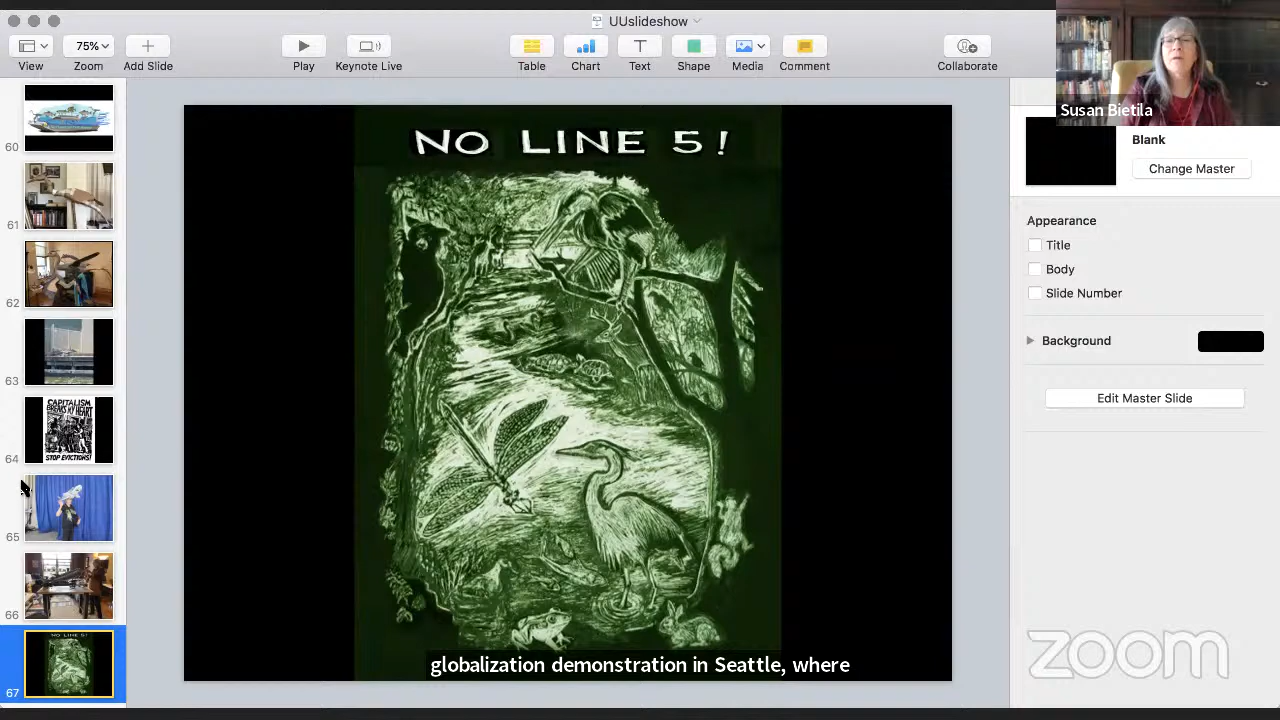 UUslideshow
75%
View
Zoom
Add Slide
Play
Keynote Live
Table
Chart
Text
Shape
Media
Comment
Collaborate
Susan Bietila
60
61
62
63
CAPITALISM
BREAKS MY HEART
STOP EVICTIONS!
64
65
66
NO LINE 5!
67
NO LINE 5!
globalization demonstration in Seattle, where
Blank
Change Master
Appearance
Title
Body
Slide Number
Background
Edit Master Slide
zoom